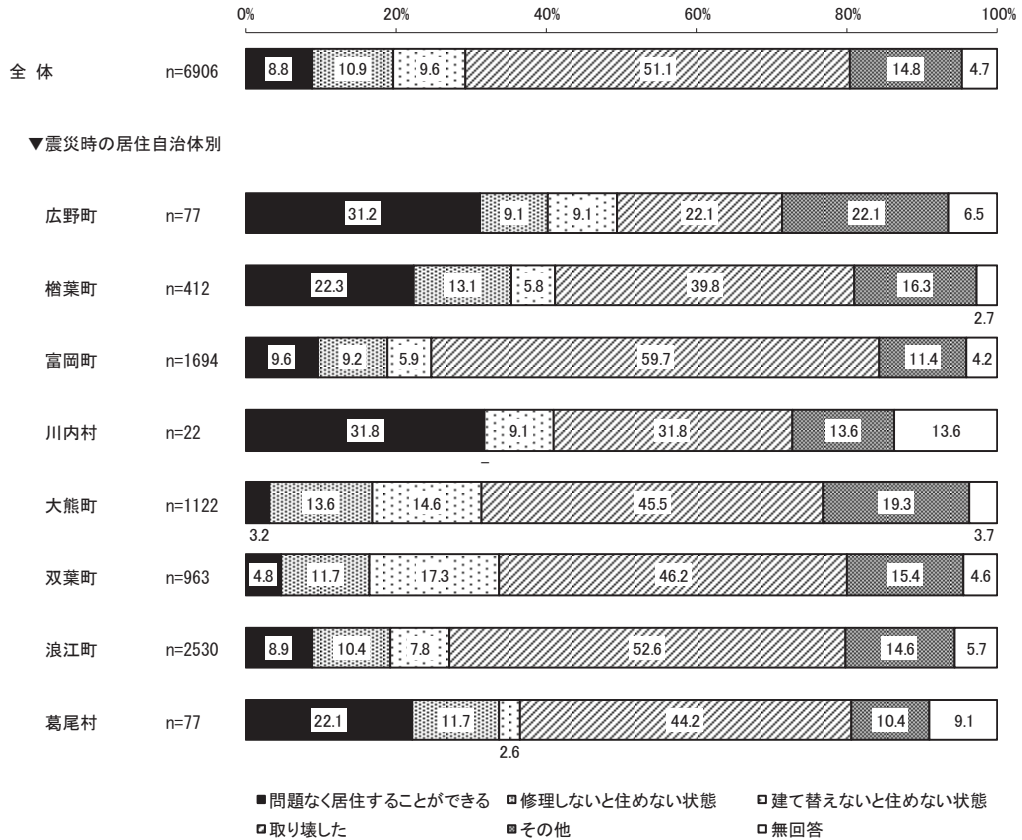 0% 20% 40% 60% 80% 100%
全 体 n=6906 8.8 10.9 9.6 51.1 14.8 4.7
▼震災時の居住自治体別
広野町 n=77 31.2 9.1 9.1 22.1 22.1 6.5
楢葉町 n=412 22.3 13.1 5.8 39.8 16.3
2.7
富岡町 n=1694 9.6 9.2 5.9 59.7 11.4 4.2
川内村 n=22 31.8 9.1 31.8 13.6 13.6
–
大熊町 n=1122 13.6 14.6 45.5 19.3
3.2 3.7
双葉町 n=963 4.8 11.7 17.3 46.2 15.4 4.6
浪江町 n=2530 8.9 10.4 7.8 52.6 14.6 5.7
葛尾村 n=77 22.1 11.7 44.2 10.4 9.1
2.6
問題なく居住することができる 修理しないと住めない状態 建て替えないと住めない状態
取り壊した その他 無回答